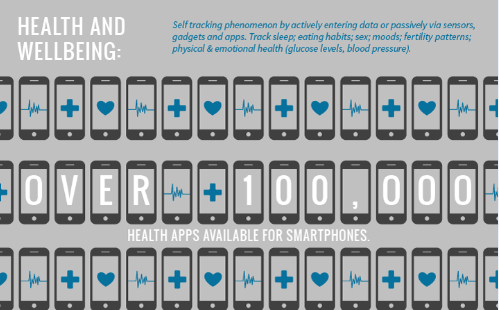 HEALTH AND
WELLBEING:
Self tracking phenomenon by actively entering data or passively via sensors,
gadgets and apps. Track sleep; eating habits; sex; moods; fertility patterns;
physical & emotional health (glucose levels, blood pressure).
OVER 100,000
HEALTH APPS AVAILABLE FOR SMARTPHONES.